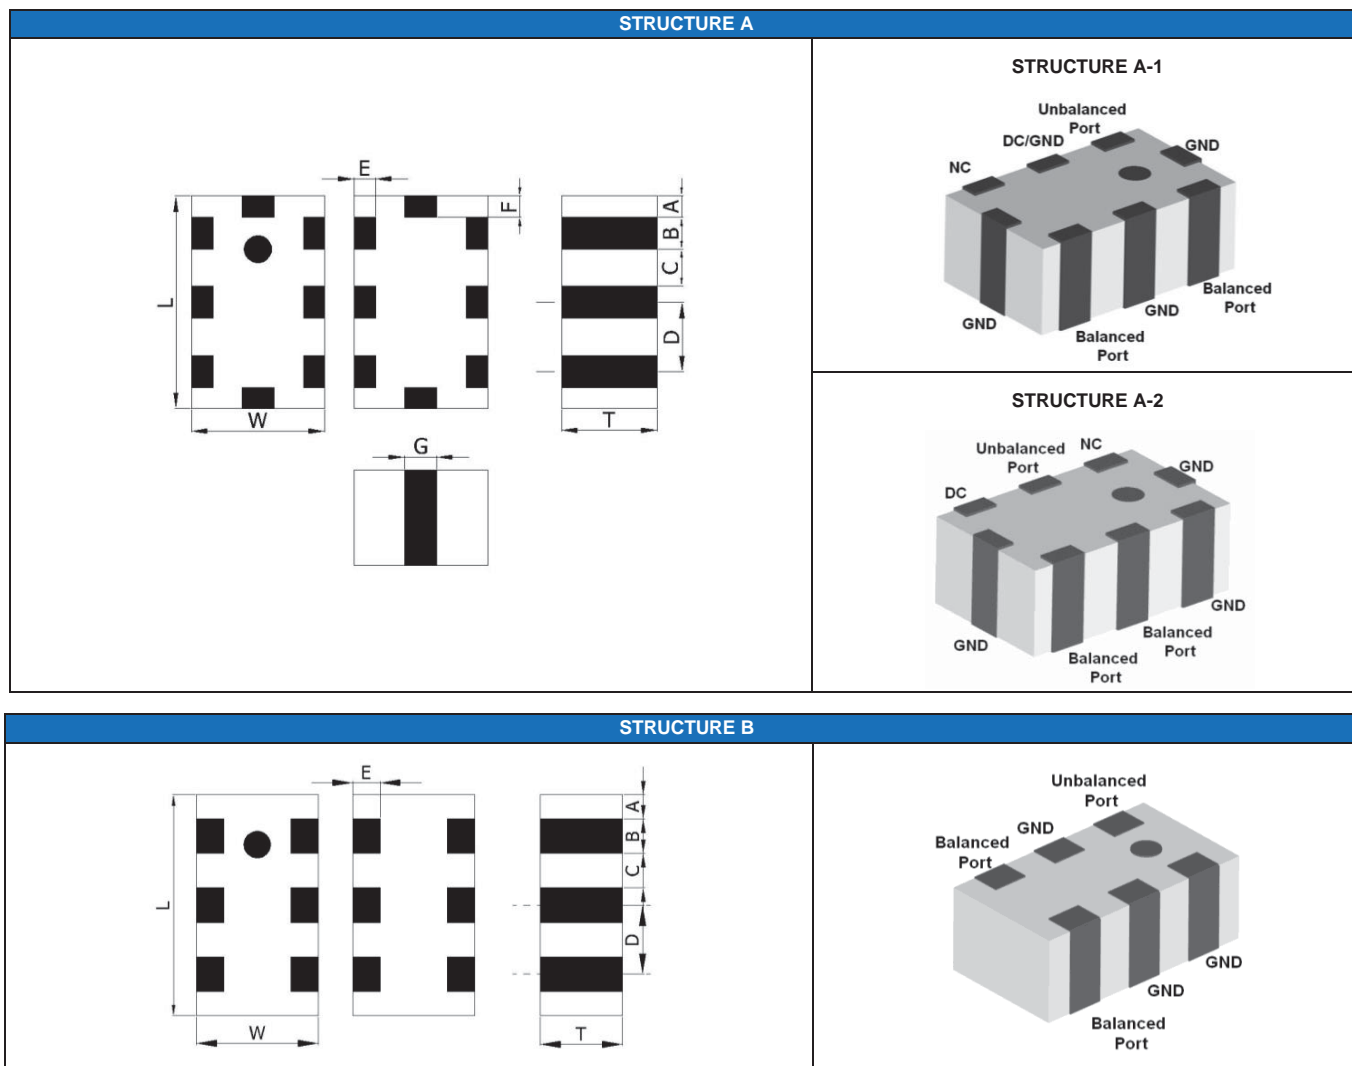 STRUCTURE A
E
F
A
B
C
D
L
W
T
G
STRUCTURE A-1
Unbalanced
Port
DC/GND
GND
NC
Balanced
Port
GND
GND
Balanced
Port
STRUCTURE A-2
NC
Unbalanced
Port
GND
DC
GND
Balanced
Port
GND
Balanced
Port
STRUCTURE B
E
A
B
C
D
L
W
T
Unbalanced
Port
GND
Balanced
Port
GND
GND
Balanced
Port